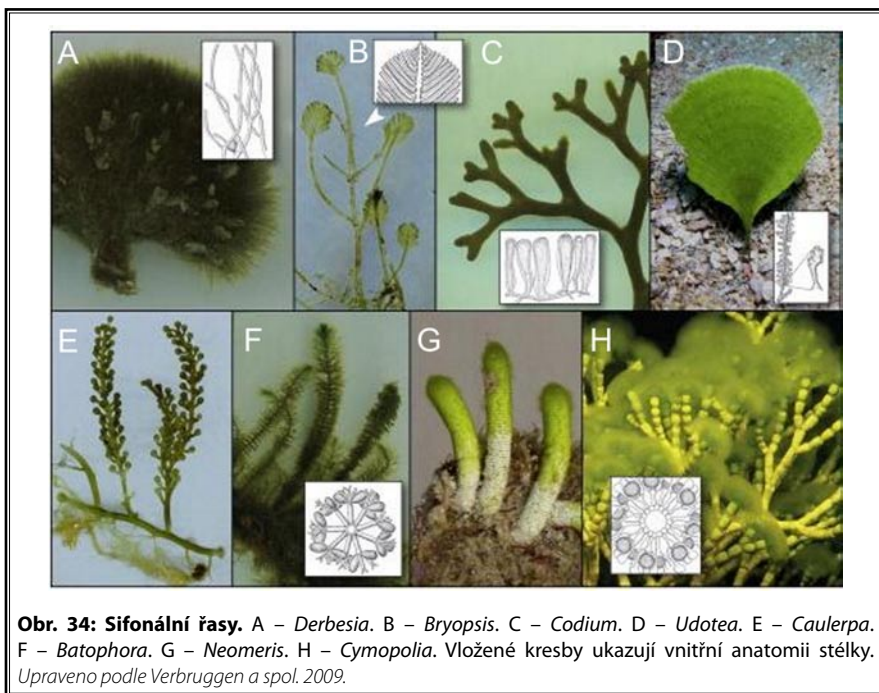 A
B
C
D
E
F
G
H
Obr. 34: Sifonální řasy. A – Derbesia. B – Bryopsis. C – Codium. D – Udotea. E – Caulerpa.
F – Batophora. G – Neomeris. H – Cymopolia. Vložené kresby ukazují vnitřní anatomii stélky.
Upraveno podle Verbruggen a spol. 2009.